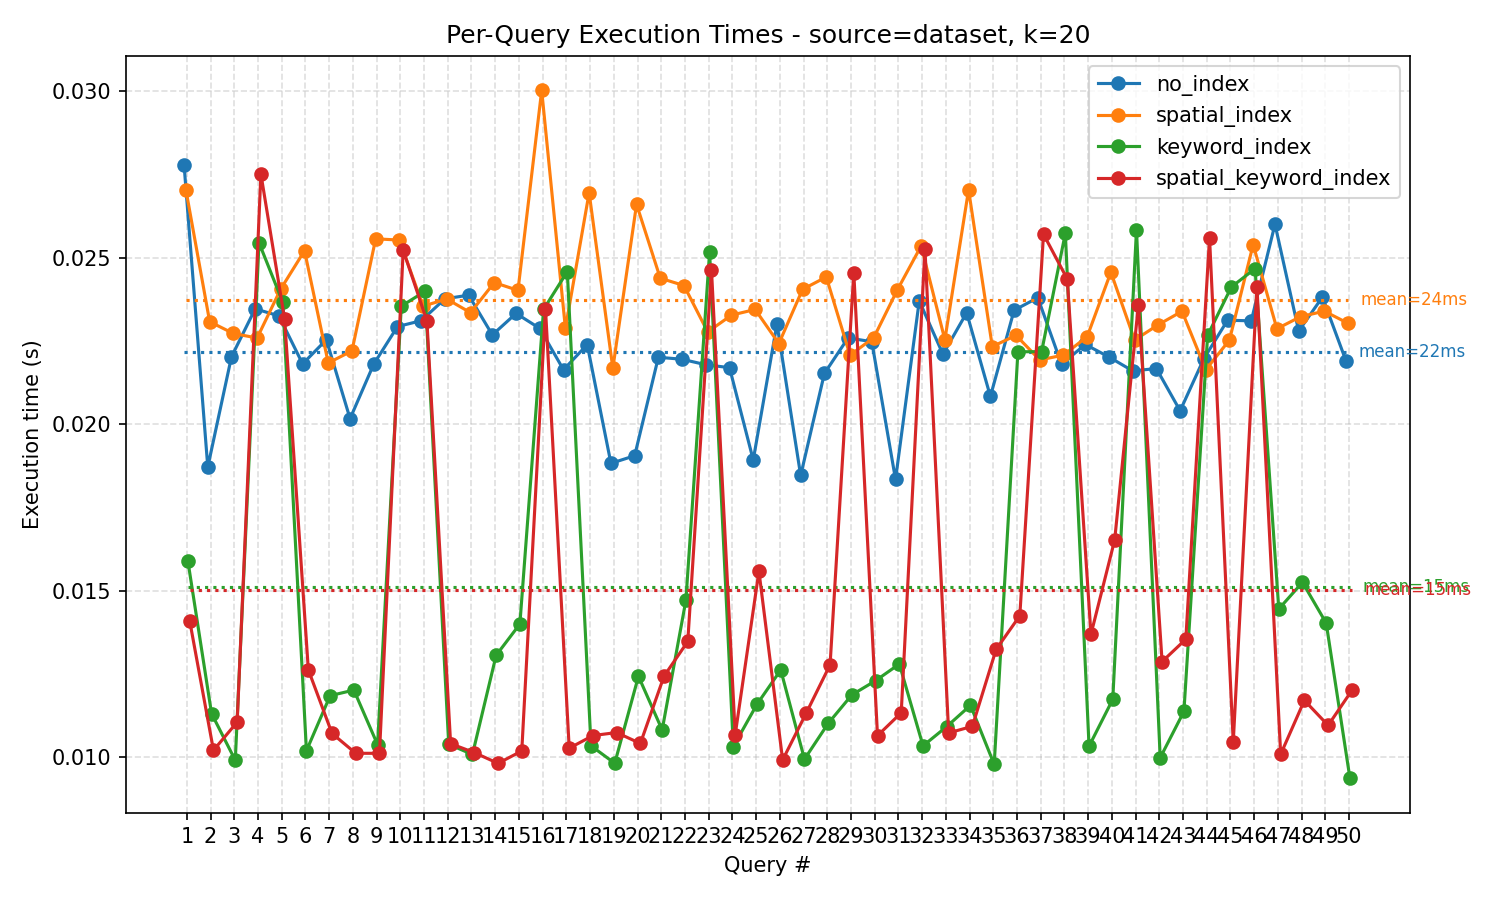 Per-Query Execution Times - source=dataset, k=20
no_index
spatial_index
keyword_index
spatial_keyword_index
0.030
0.025
0.020
0.015
0.010
Execution time (s)
mean=24ms
mean=22ms
mean=15ms
mean=15ms
1 2 3 4 5 6 7 8 9 10 11 12 13 14 15 16 17 18 19 20 21 22 23 24 25 26 27 28 29 30 31 32 33 34 35 36 37 38 39 40 41 42 43 44 45 46 47 48 49 50
Query #